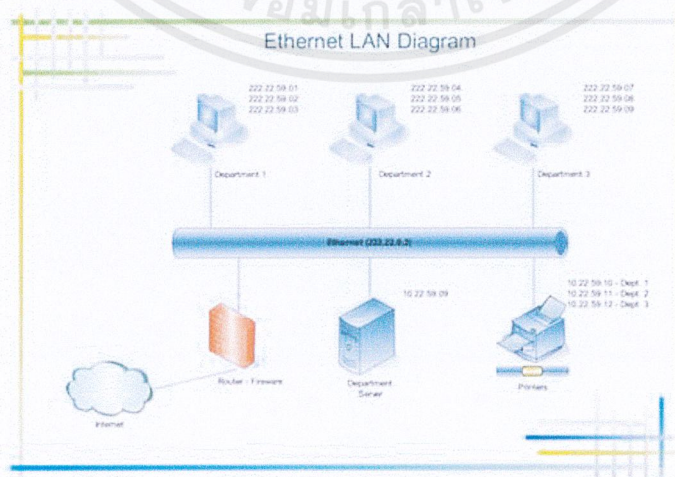 Ethernet LAN Diagram
222.22.59.01
222.22.59.02
222.22.59.03
222.22.59.04
222.22.59.05
222.22.59.06
222.22.59.07
222.22.59.08
222.22.59.09
Department 1
Department 2
Department 3
Ethernet
10.22.59.09
10.22.59.10 - Dept. 1
10.22.59.11 - Dept. 2
10.22.59.12 - Dept. 3
Router - Fireware
Department
Server
Printers
Internet